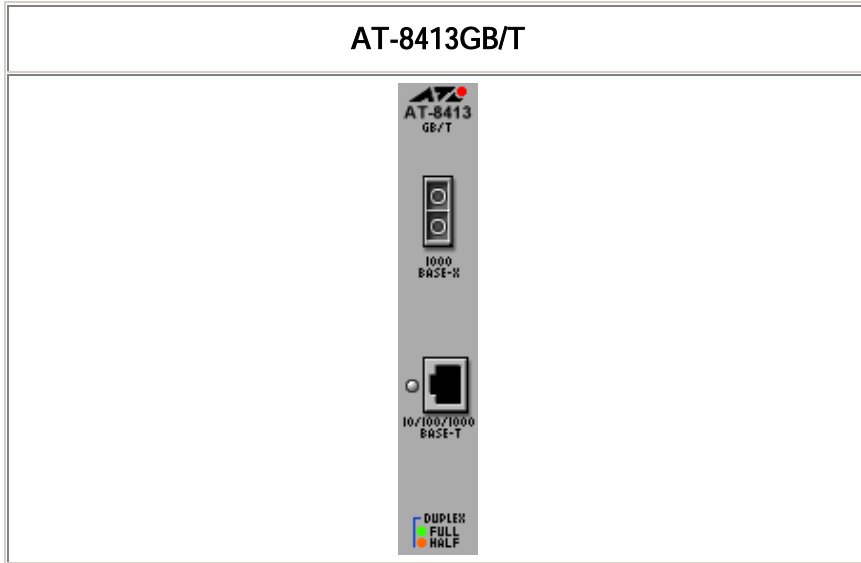 AT-8413GB/T
AT-8413
GB/T
1000
BASE-X
10/100/1000
BASE-T
DUPLEX
FULL
HALF